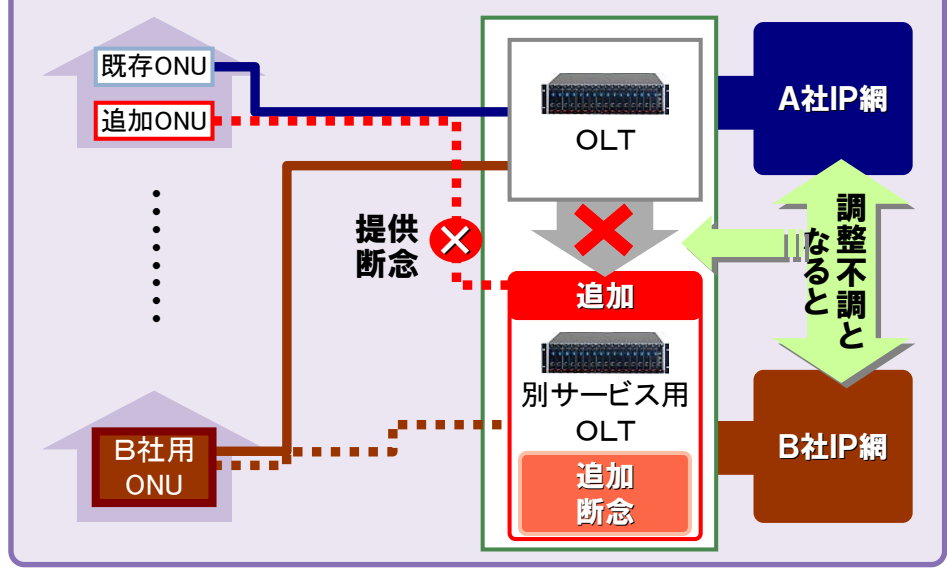 既存ONU
追加ONU
OLT
A社IP網
提供
断念
調整不調と
なると
追加
別サービス用
OLT
追加
断念
B社用
ONU
B社IP網